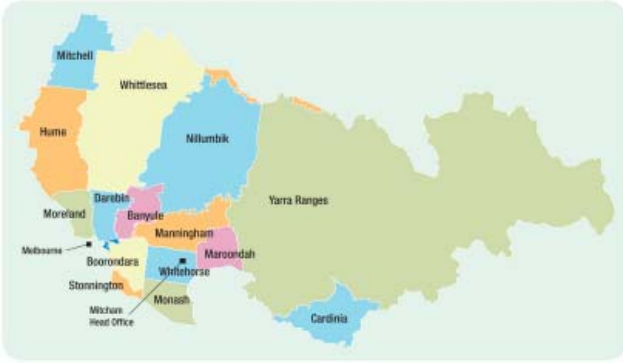 Mitchell
Whittlesea
Hume
Nillumbik
Yarra Ranges
Darebin
Moreland
Banyule
Manningham
Melbourne
Maroondah
Boorondara
Whitehorse
Stonnington
Monash
Mitcham
Head Office
Cardinia